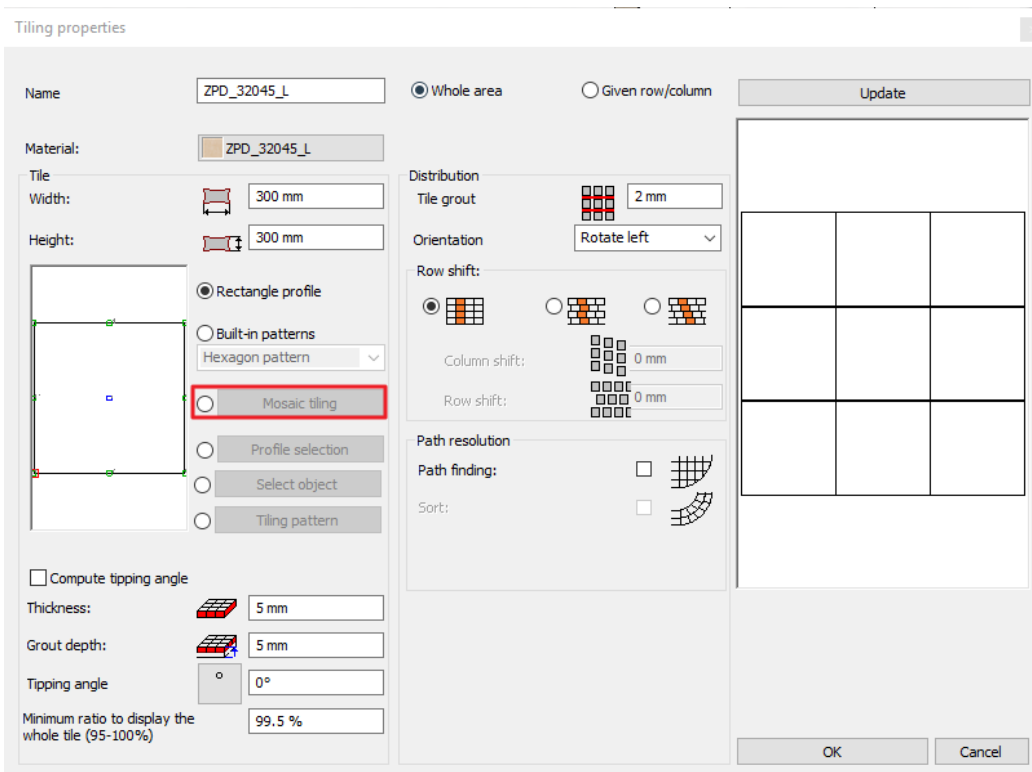 Tiling properties
Name
ZPD_32045_L
Whole area
Given row/column
Update
Material:
ZPD_32045_L
Tile
Width:
300 mm
Height:
300 mm
Rectangle profile
Built-in patterns
Hexagon pattern
Mosaic tiling
Profile selection
Select object
Tiling pattern
Compute tipping angle
Thickness:
5 mm
Grout depth:
5 mm
Tipping angle
°
0°
Minimum ratio to display the
whole tile (95-100%)
99.5 %
Distribution
Tile grout
2 mm
Orientation
Rotate left
Row shift:
Column shift:
0 mm
Row shift:
0 mm
Path resolution
Path finding:
Sort:
OK
Cancel